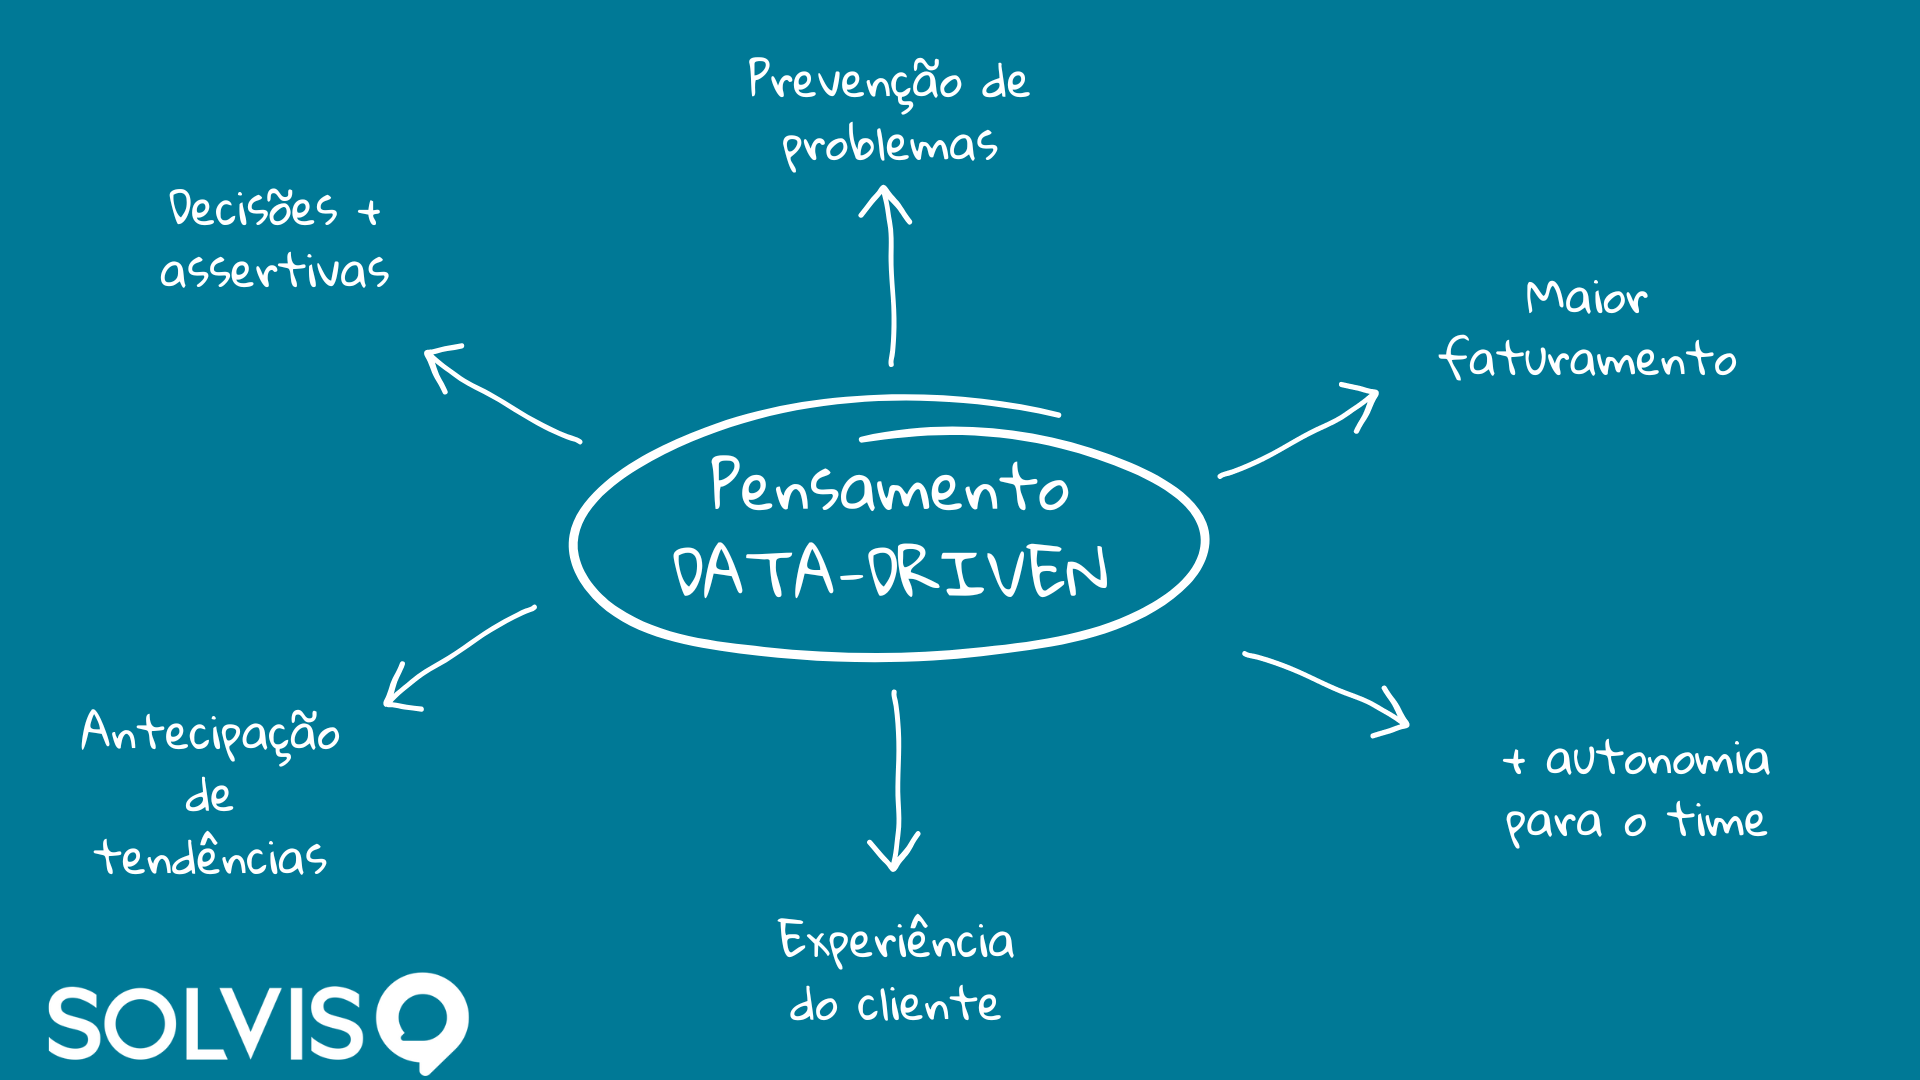 Prevenção de
problemas
Decisões +
assertivas
Maior
faturamento
Pensamento
DATA-DRIVEN
Antecipação
de
tendências
+ autonomia
para o time
Experiência
do cliente
SOLVIS